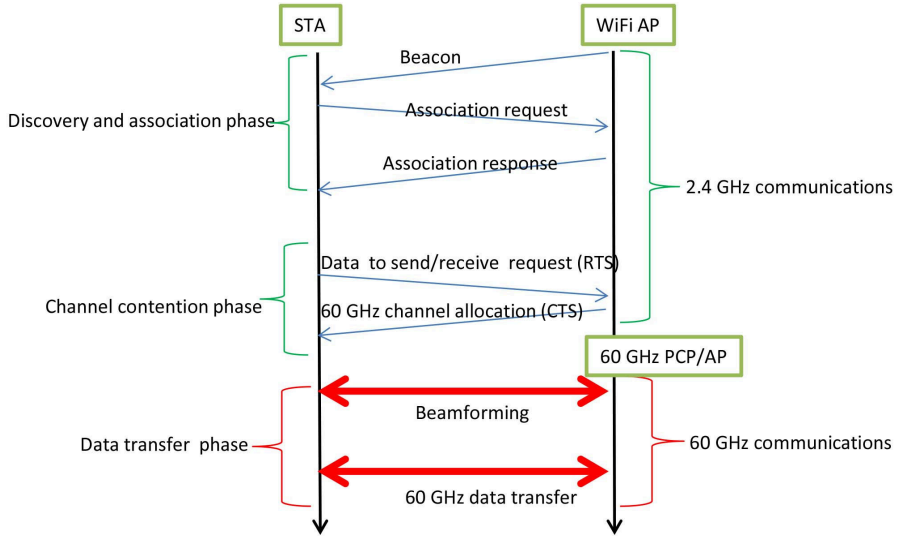 STA
WiFi AP
Beacon
Association request
Discovery and association phase
Association response
2.4 GHz communications
Data to send/receive request (RTS)
Channel contention phase
60 GHz channel allocation (CTS)
60 GHz PCP/AP
Beamforming
Data transfer phase
60 GHz communications
60 GHz data transfer